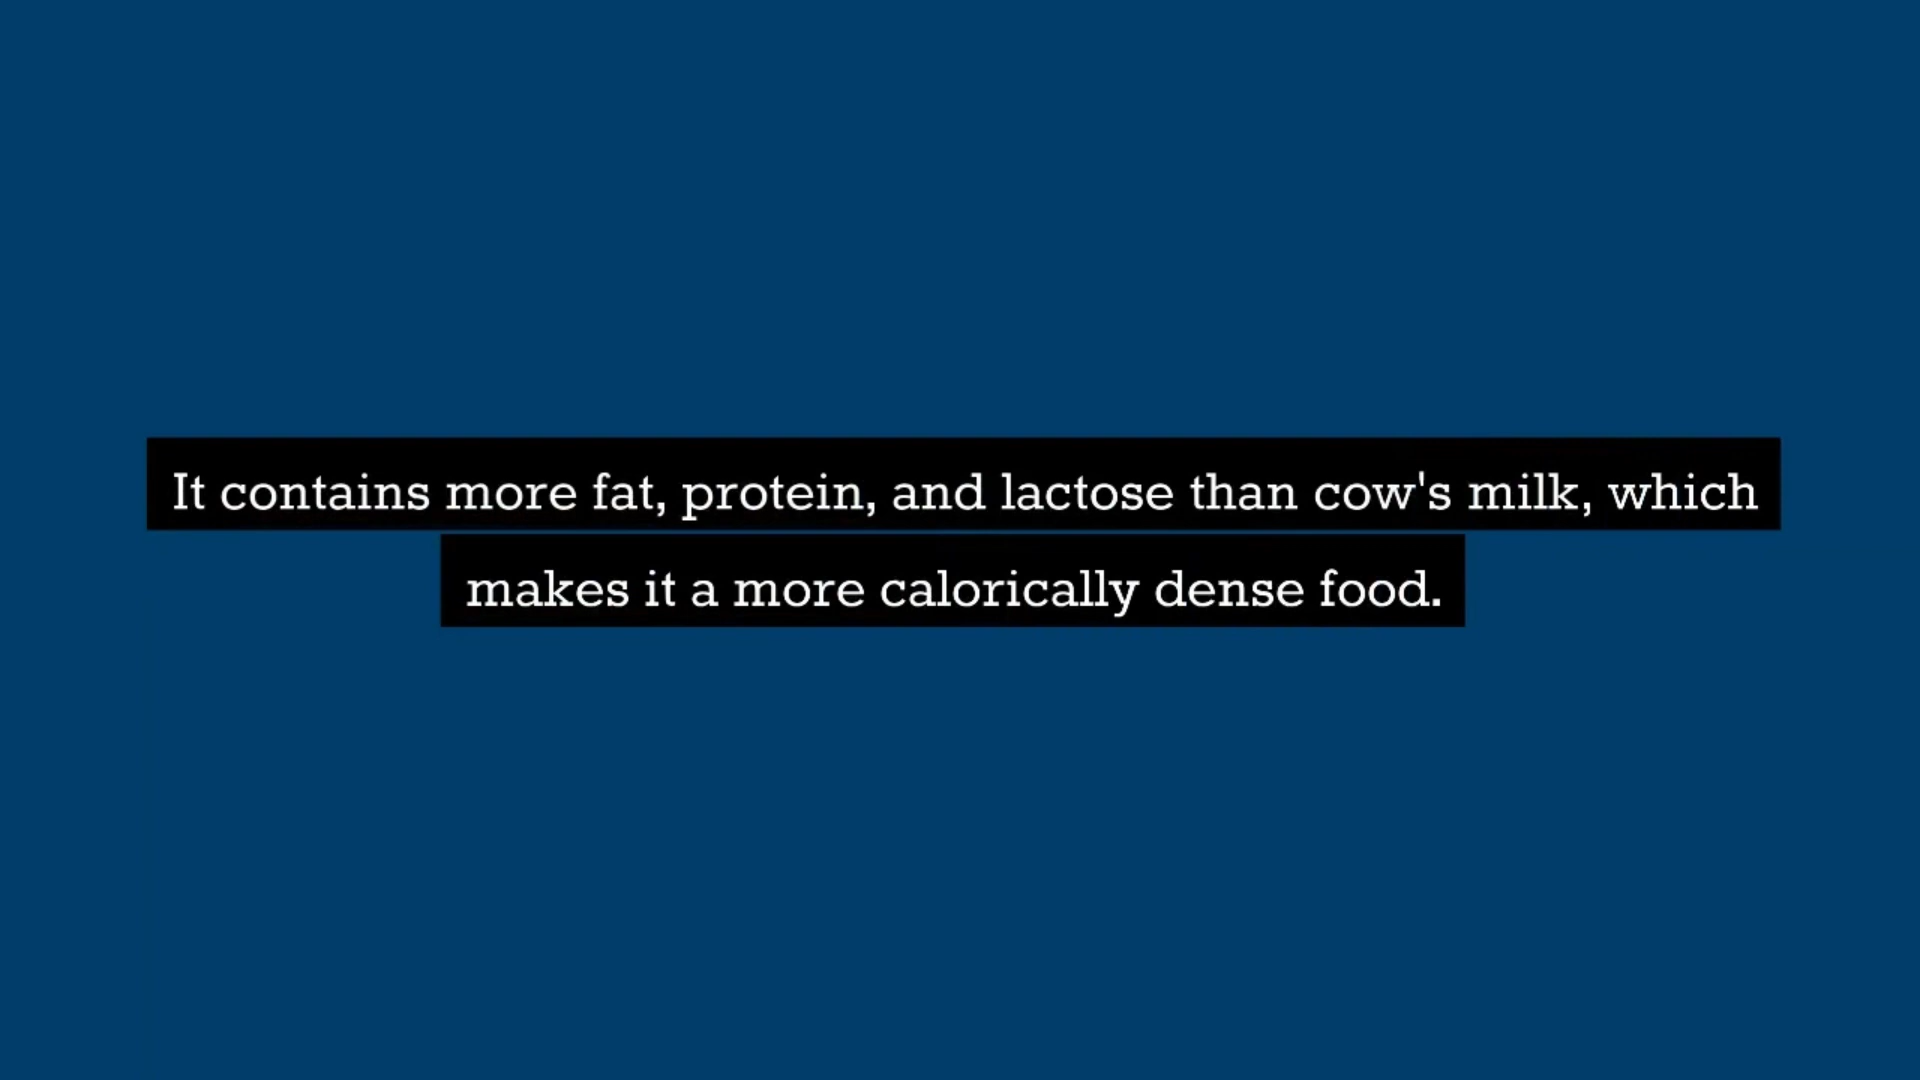 It contains more fat, protein, and lactose than cow's milk, which
makes it a more calorically dense food.